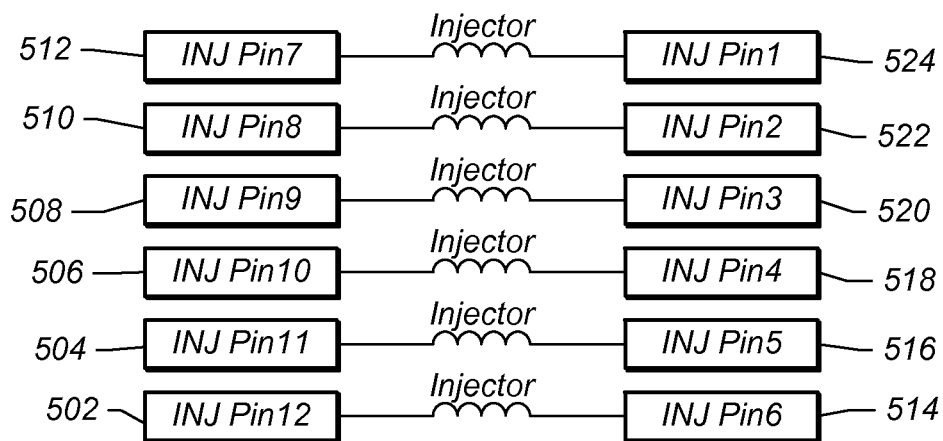 Injector
512 INJ Pin7 INJ Pin1 524
Injector
510 INJ Pin8 INJ Pin2 522
Injector
508 INJ Pin9 INJ Pin3 520
Injector
506 INJ Pin10 INJ Pin4 518
Injector
504 INJ Pin11 INJ Pin5 516
Injector
502 INJ Pin12 INJ Pin6 514